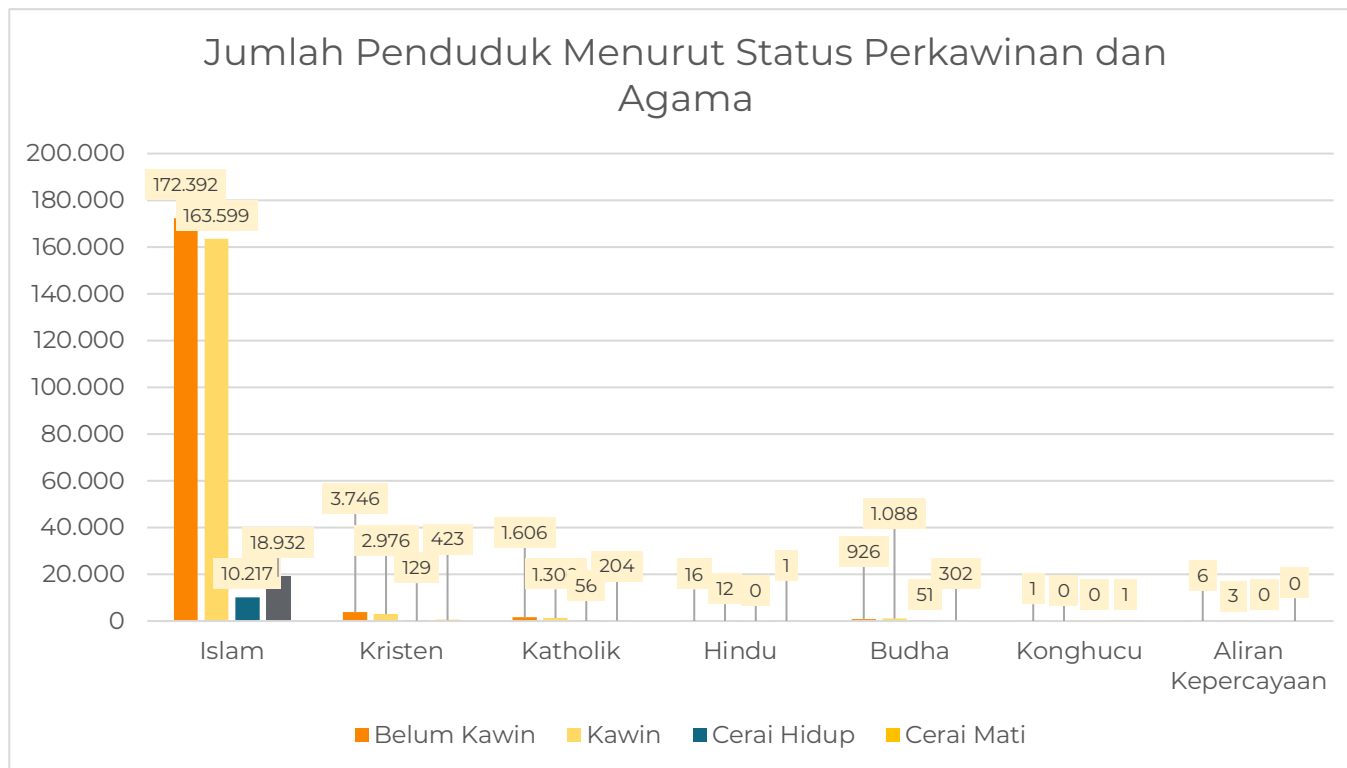 Jumlah Penduduk Menurut Status Perkawinan dan
Agama
200.000
180.000
160.000
140.000
120.000
100.000
80.000
60.000
40.000
20.000
0
172.392
163.599
10.217
18.932
3.746
2.976
129
423
1.606
56
204
16
12
0
1
926
1.088
51
302
1
0
0
1
6
3
0
0
Islam
Kristen
Katholik
Hindu
Budha
Konghucu
Aliran
Kepercayaan
Belum Kawin
Kawin
Cerai Hidup
Cerai Mati